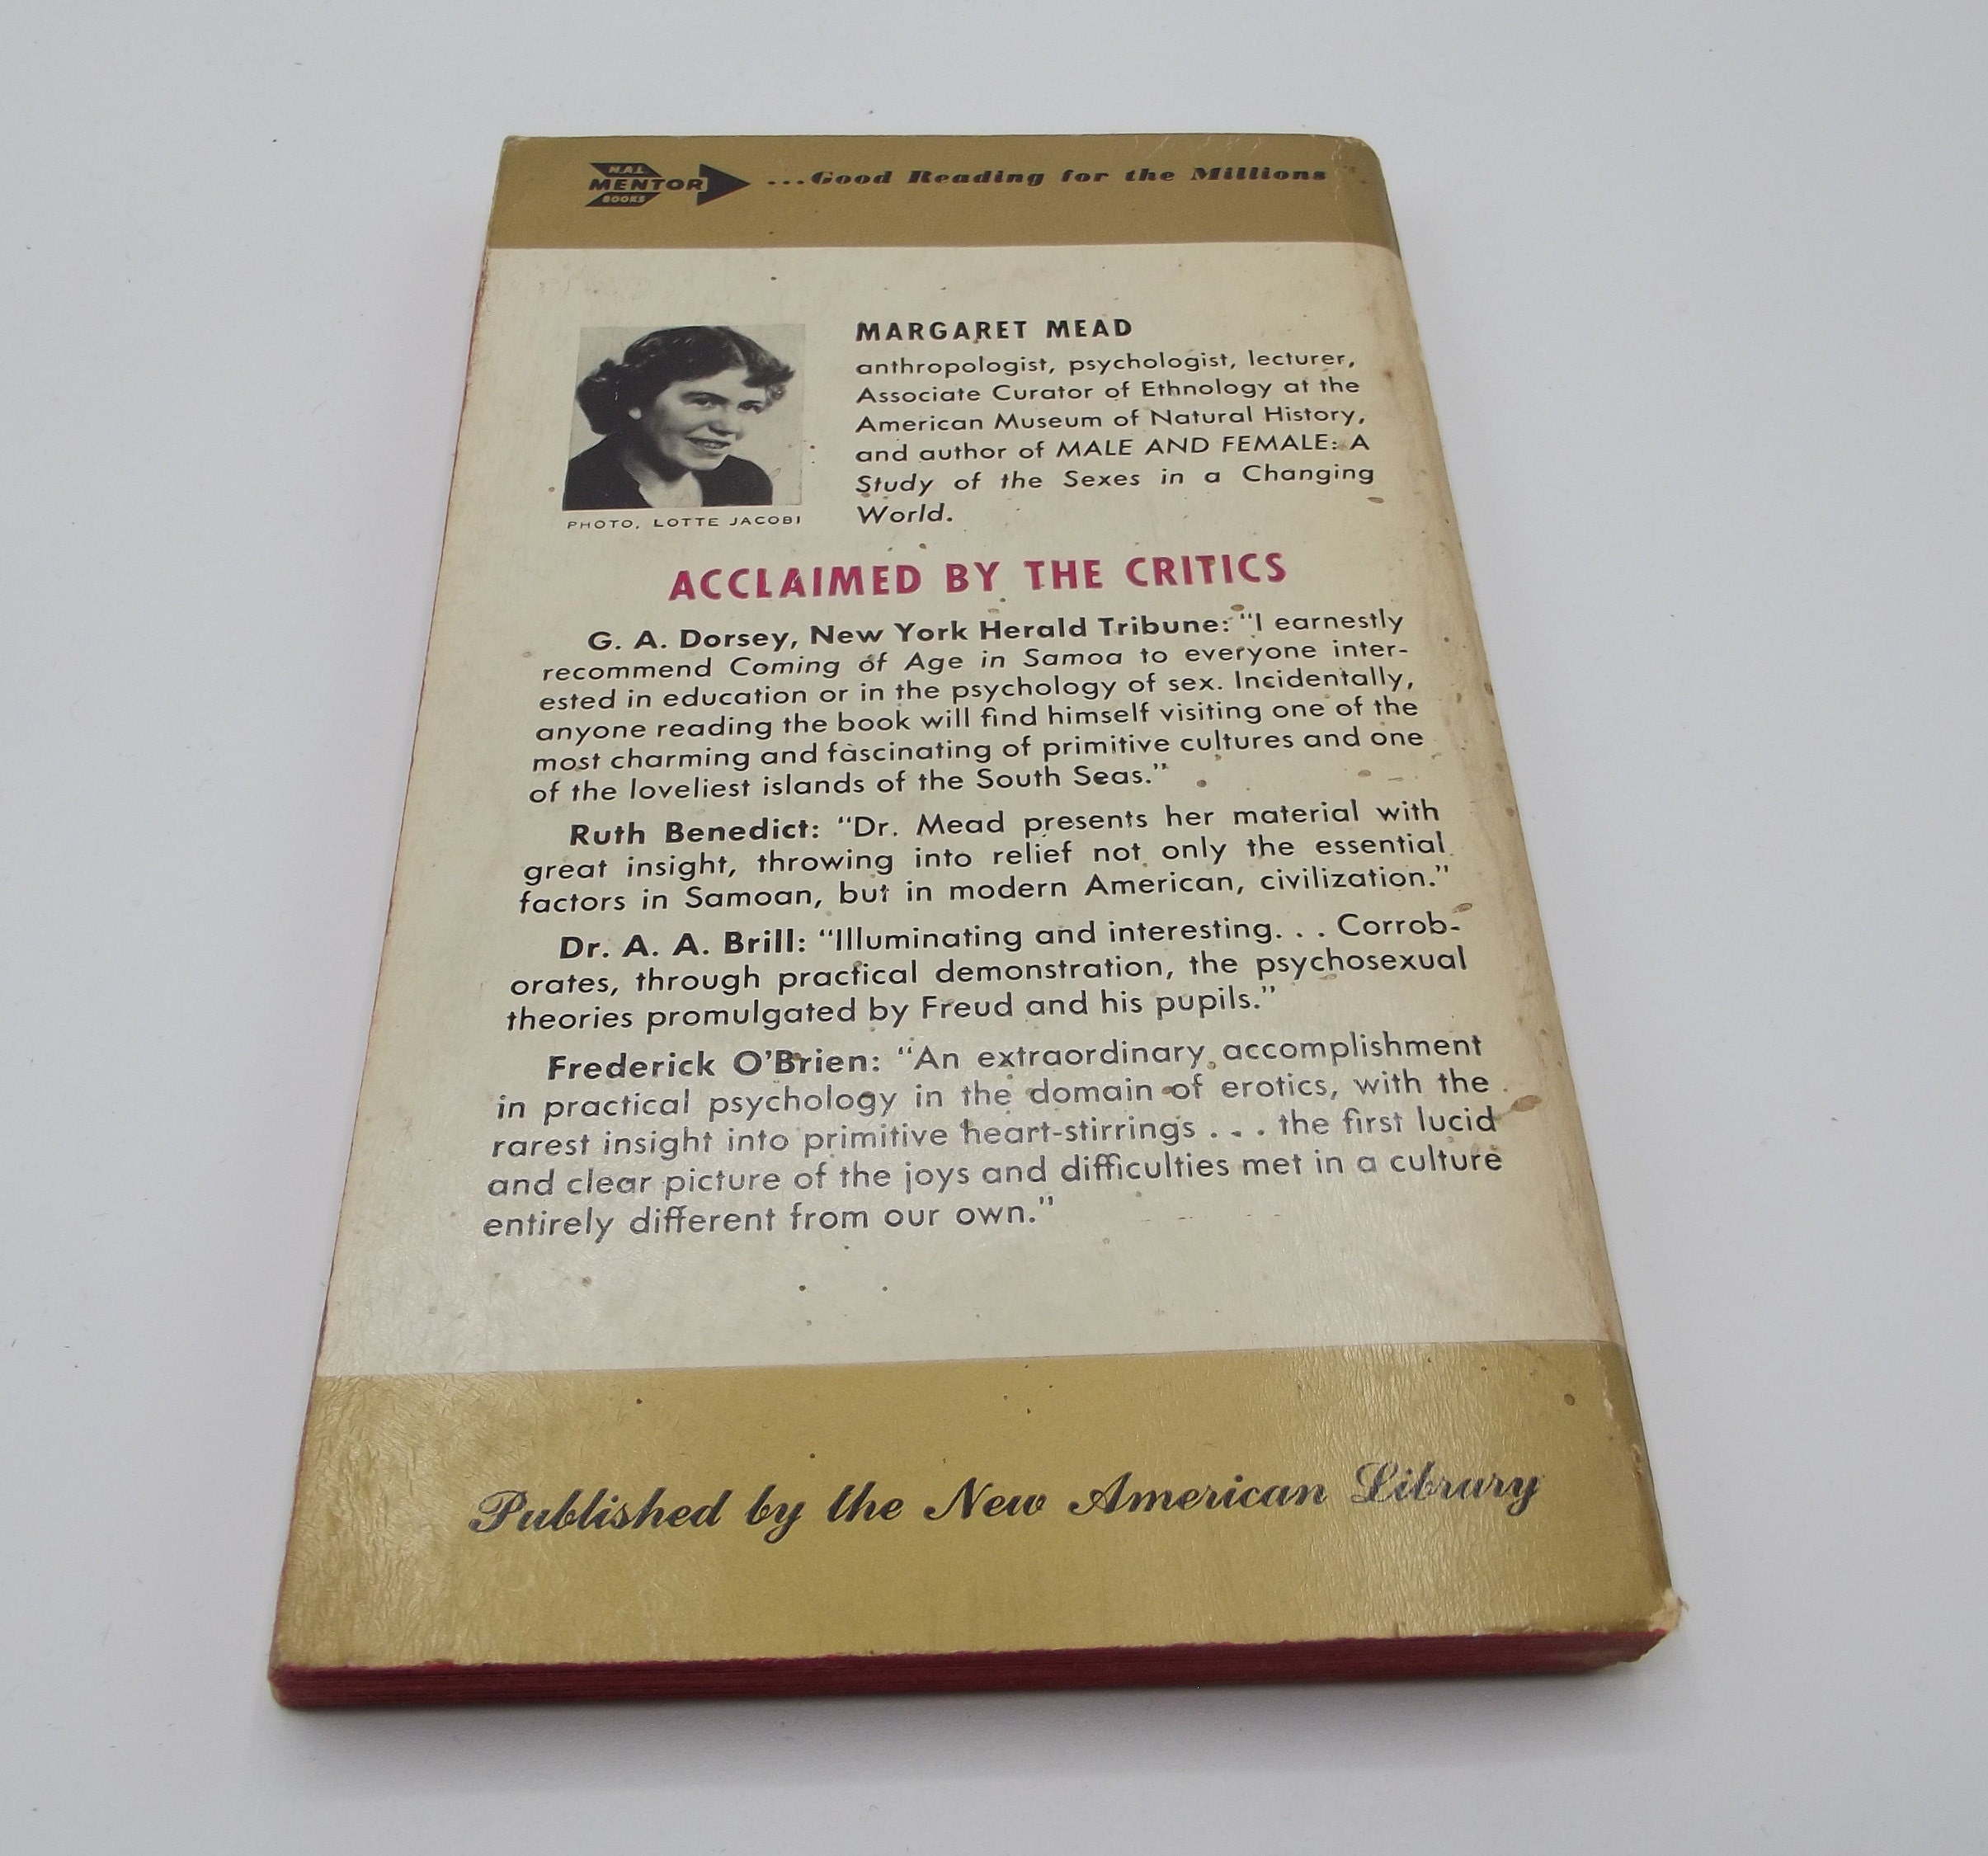 N.A.L.
MENTOR
BOOKS
...Good Reading for the Millions
MARGARET MEAD
anthropologist, psychologist, lecturer,
Associate Curator of Ethnology at the
American Museum of Natural History,
and author of MALE AND FEMALE: A
Study of the Sexes in a Changing
World.
PHOTO, LOTTE JACOBI
ACCLAIMED BY THE CRITICS
G. A. Dorsey, New York Herald Tribune: "I earnestly
recommend Coming of Age in Samoa to everyone inter-
ested in education or in the psychology of sex. Incidentally,
anyone reading the book will find himself visiting one of the
most charming and fascinating of primitive cultures and one
of the loveliest islands of the South Seas."
Ruth Benedict: "Dr. Mead presents her material with
great insight, throwing into relief not only the essential
factors in Samoan, but in modern American, civilization."
Dr. A. A. Brill: "Illuminating and interesting. . . Corrob-
orates, through practical demonstration, the psychosexual
theories promulgated by Freud and his pupils."
Frederick O'Brien: "An extraordinary accomplishment
in practical psychology in the domain of erotics, with the
rarest insight into primitive heart-stirrings . . . the first lucid
and clear picture of the joys and difficulties met in a culture
entirely different from our own."
Published by the New American Library